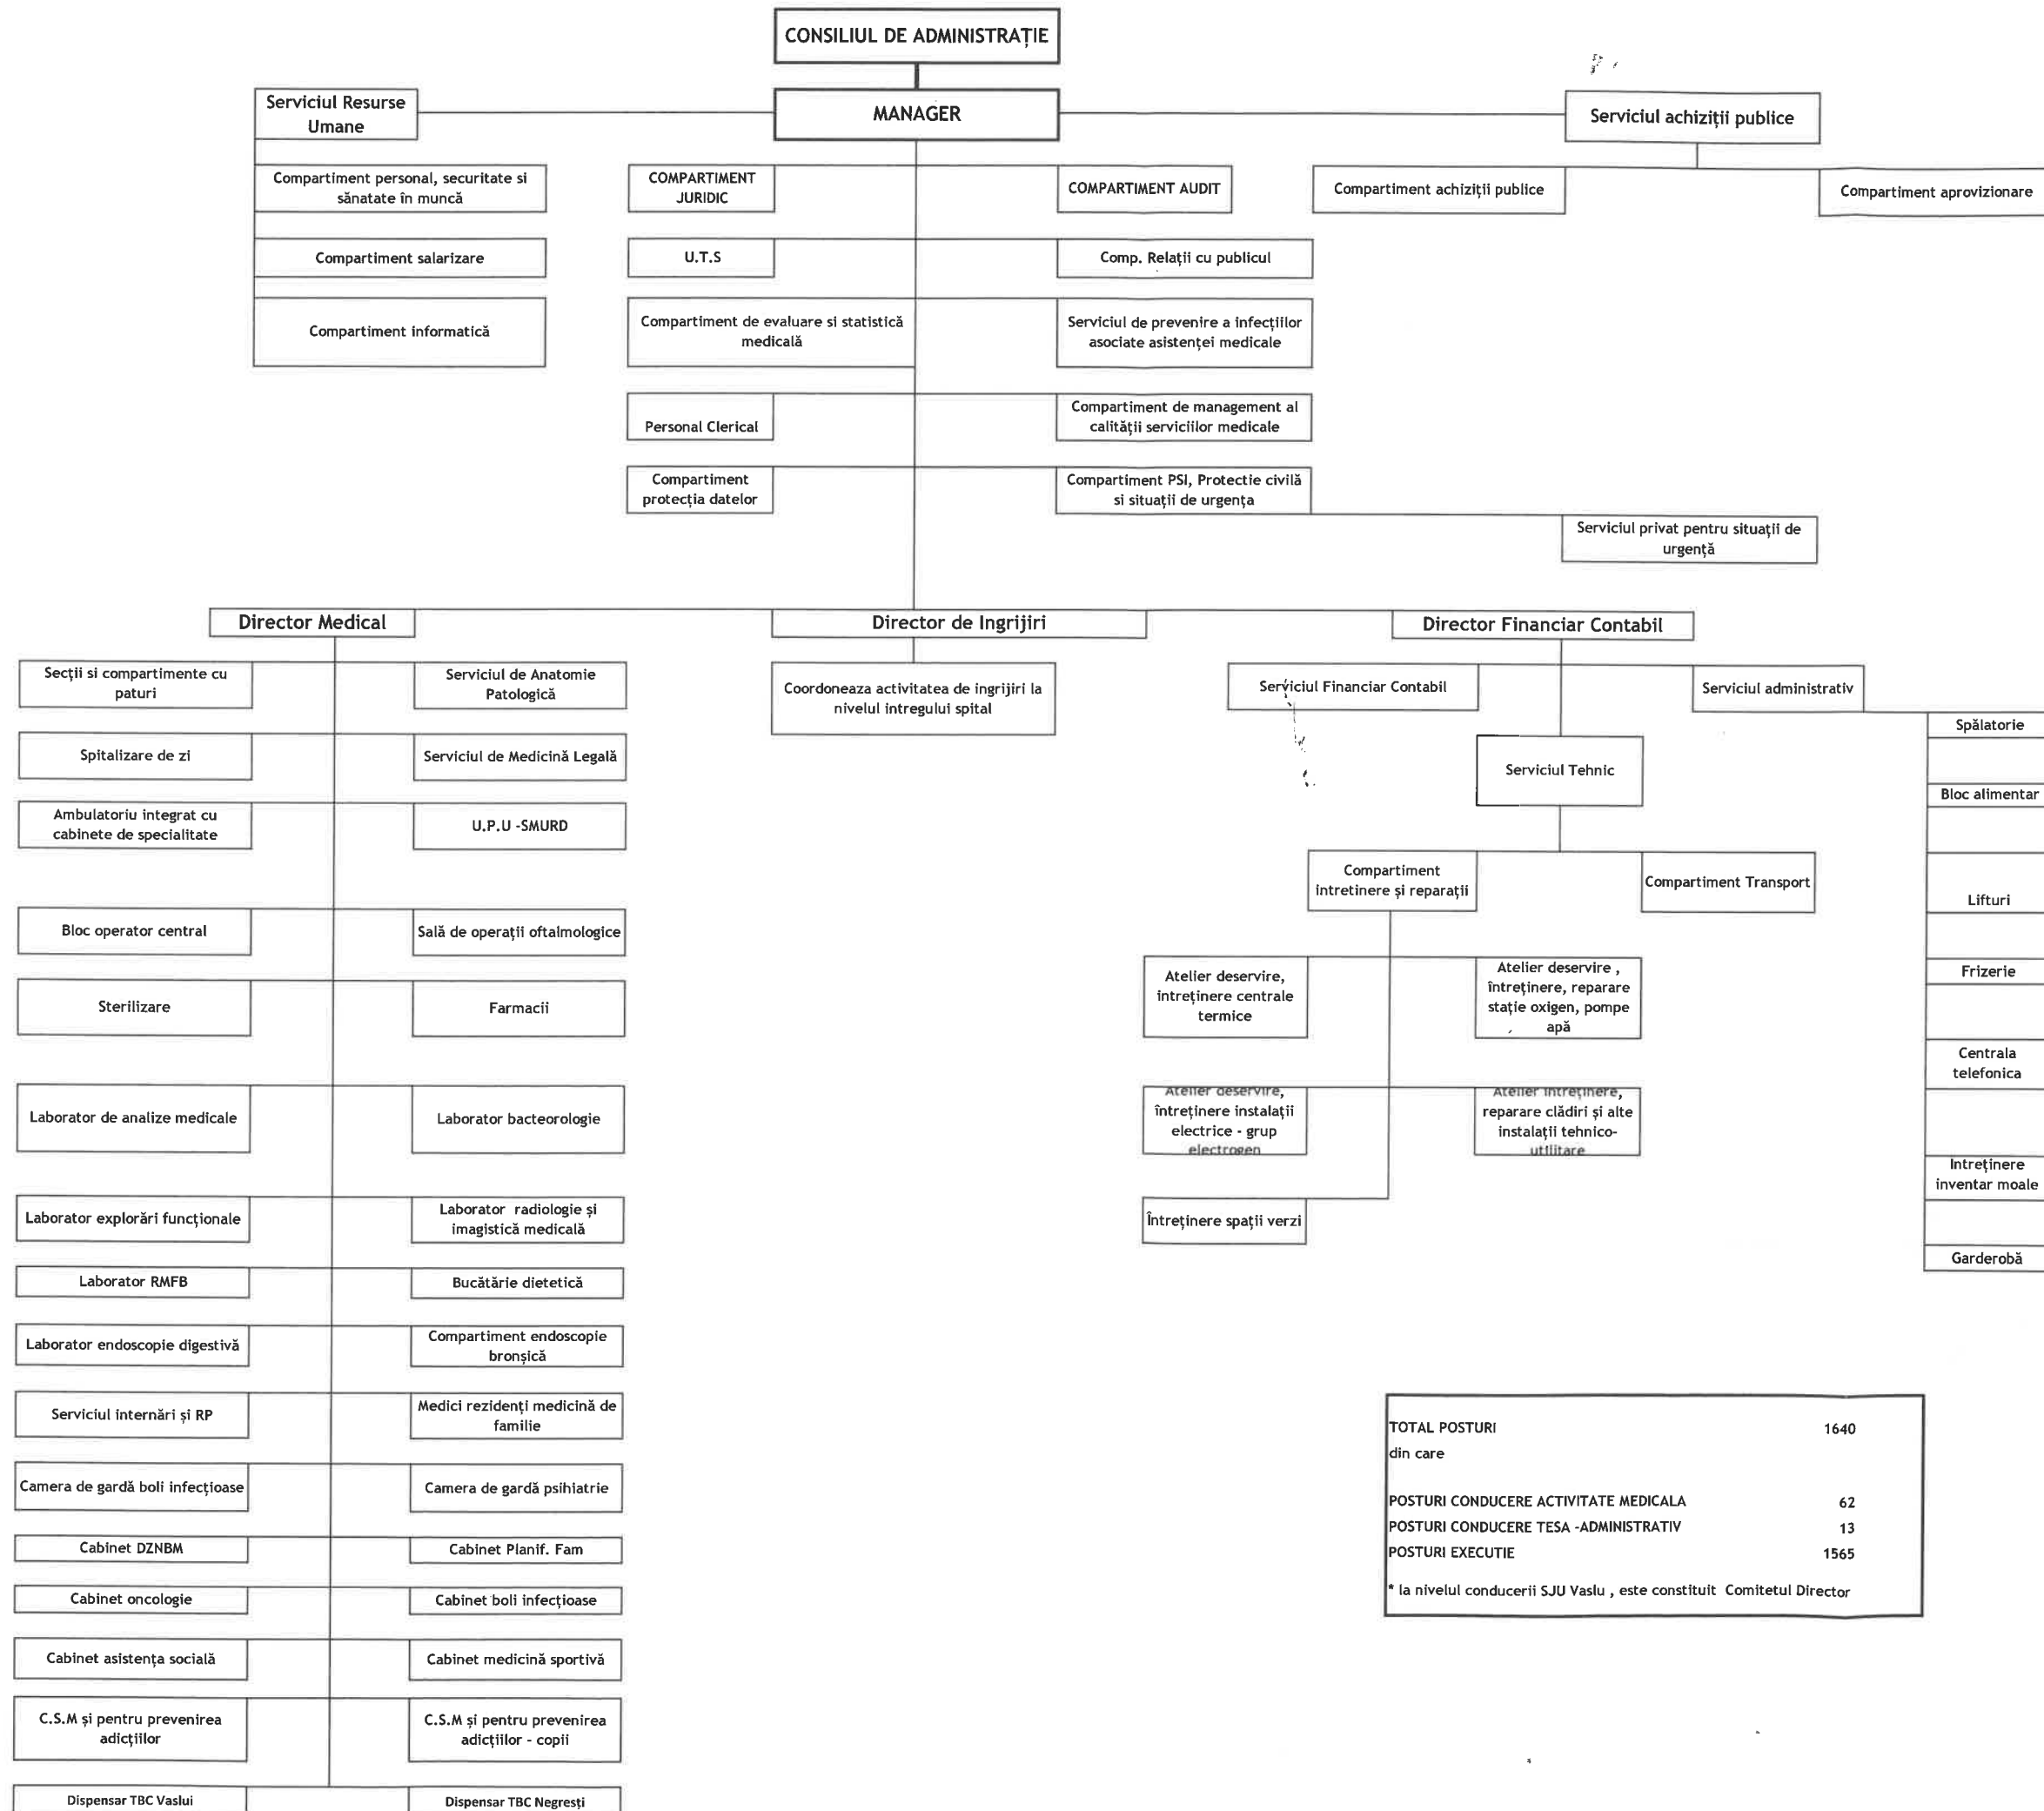 CONSILIUL DE ADMINISTRAȚIE
Serviciul Resurse
Umane
MANAGER
Serviciul achiziții publice
Compartiment personal, securitate si
sănatate în muncă
COMPARTIMENT
JURIDIC
COMPARTIMENT AUDIT
Compartiment achiziții publice
Compartiment aprovizionare
Compartiment salarizare
U.T.S
Comp. Relații cu publicul
Compartiment informatică
Compartiment de evaluare si statistică
medicală
Serviciul de prevenire a infecțiilor
asociate asistenței medicale
Personal Clerical
Compartiment de management al
calității serviciilor medicale
Compartiment
protecția datelor
Compartiment PSI, Protectie civilă
si situații de urgența
Serviciul privat pentru situații de
urgență
Director Medical
Director de Ingrijiri
Director Financiar Contabil
Secții si compartimente cu
paturi
Serviciul de Anatomie
Patologică
Coordoneaza activitatea de ingrijiri la
nivelul intregului spital
Serviciul Financiar Contabil
Serviciul administrativ
Spălatorie
Spitalizare de zi
Serviciul de Medicină Legală
Serviciul Tehnic
Bloc alimentar
Ambulatoriu integrat cu
cabinete de specialitate
U.P.U -SMURD
Compartiment
intretinere și reparații
Compartiment Transport
Lifturi
Bloc operator central
Sală de operații oftalmologice
Frizerie
Sterilizare
Farmacii
Atelier deservire,
intreținere centrale
termice
Atelier deservire ,
întreținere, reparare
stație oxigen, pompe
apă
Centrala
telefonica
Laborator de analize medicale
Laborator bacteorologie
Atelier deservire,
întreținere instalații
electrice - grup
electrogen
Atelier întreținere,
reparare clădiri și alte
instalații tehnico-
utilitare
Intreținere
inventar moale
Laborator explorări funcționale
Laborator radiologie și
imagistică medicală
Întreținere spații verzi
Garderobă
Laborator RMFB
Bucătărie dietetică
Laborator endoscopie digestivă
Compartiment endoscopie
bronșică
Serviciul internări și RP
Medici rezidenți medicină de
familie
Camera de gardă boli infecțioase
Camera de gardă psihiatrie
Cabinet DZNBM
Cabinet Planif. Fam
Cabinet oncologie
Cabinet boli infecțioase
Cabinet asistența socială
Cabinet medicină sportivă
C.S.M și pentru prevenirea
adicțiilor
C.S.M și pentru prevenirea
adicțiilor - copii
Dispensar TBC Vaslui
Dispensar TBC Negrești
TOTAL POSTURI 1640
din care
POSTURI CONDUCERE ACTIVITATE MEDICALA 62
POSTURI CONDUCERE TESA -ADMINISTRATIV 13
POSTURI EXECUTIE 1565
* la nivelul conducerii SJU Vaslu , este constituit Comitetul Director